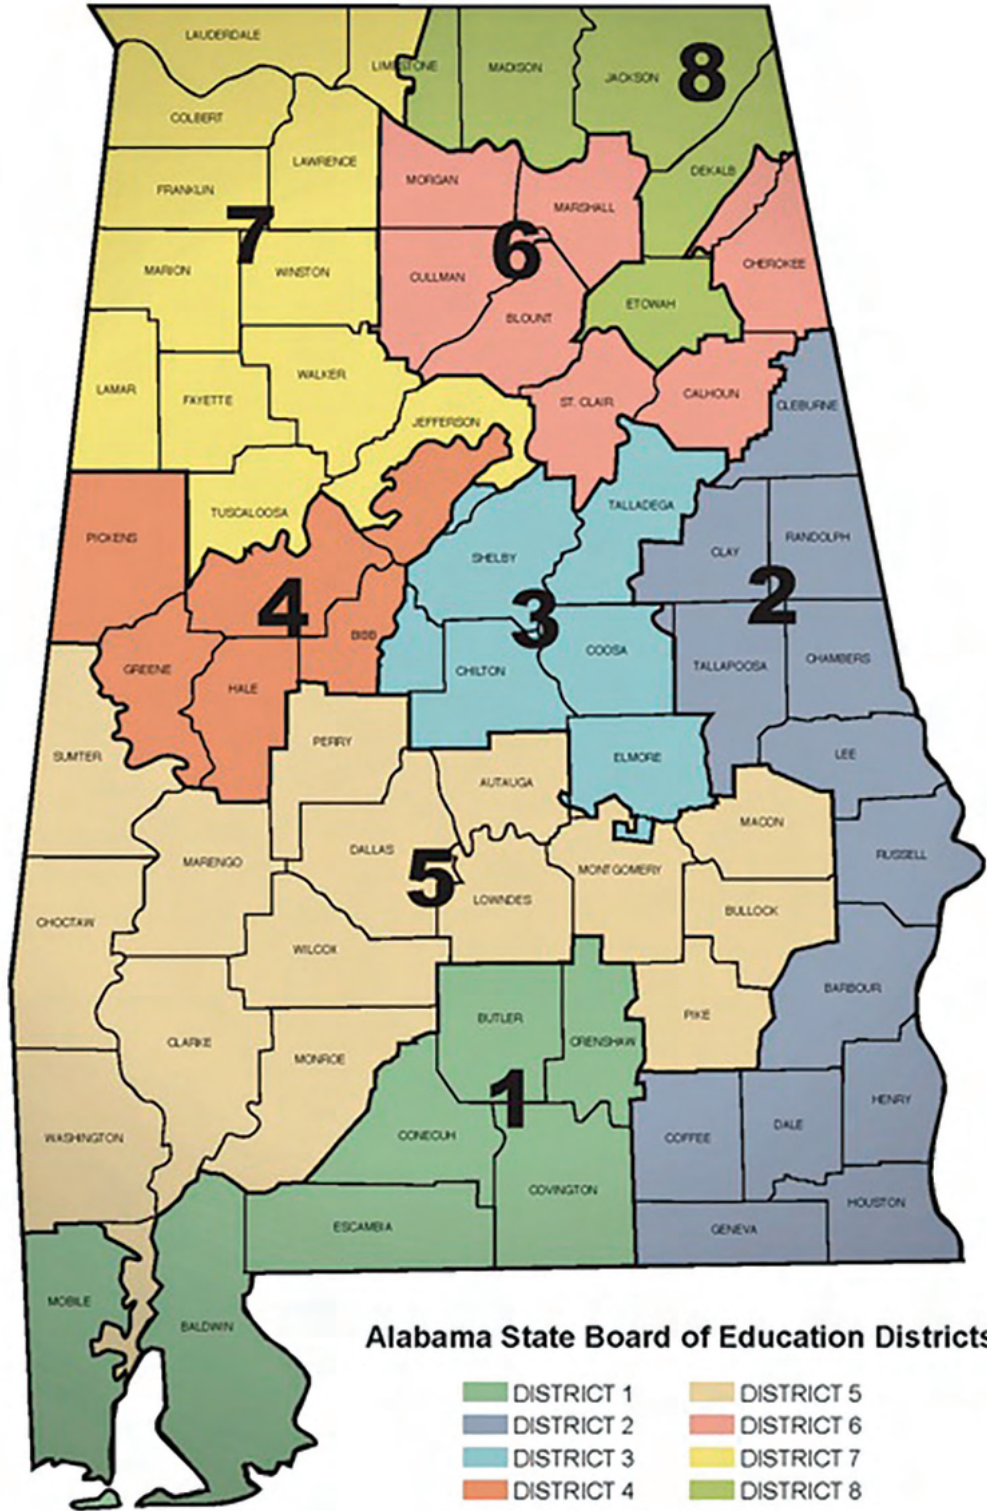 LAUDERDALE
LIMESTONE
MADISON
JACKSON
8
COLBERT
LAWRENCE
MORGAN
DEKALB
FRANKLIN
MARSHALL
7
6
MARION
WINSTON
CULLMAN
CHEROKEE
ETOWAH
BLOUNT
LAMAR
FAYETTE
WALKER
JEFFERSON
ST. CLAIR
CALHOUN
CLEBURNE
TUSCALOOSA
TALLADEGA
PICKENS
SHELBY
CLAY
RANDOLPH
4
3
2
BIBB
GREENE
HALE
CHILTON
COOSA
TALLAPOOSA
CHAMBERS
SUMTER
PERRY
AUTAUGA
ELMORE
LEE
MARENGO
DALLAS
5
LOWNDES
MONTGOMERY
MACON
RUSSELL
CHOCTAW
WILCOX
BULLOCK
CLARKE
MONROE
BUTLER
CRENSHAW
PIKE
BARBOUR
1
WASHINGTON
CONECUH
COFFEE
DALE
HENRY
ESCAMBIA
COVINGTON
GENEVA
HOUSTON
MOBILE
BALDWIN
Alabama State Board of Education Districts
DISTRICT 1
DISTRICT 2
DISTRICT 3
DISTRICT 4
DISTRICT 5
DISTRICT 6
DISTRICT 7
DISTRICT 8